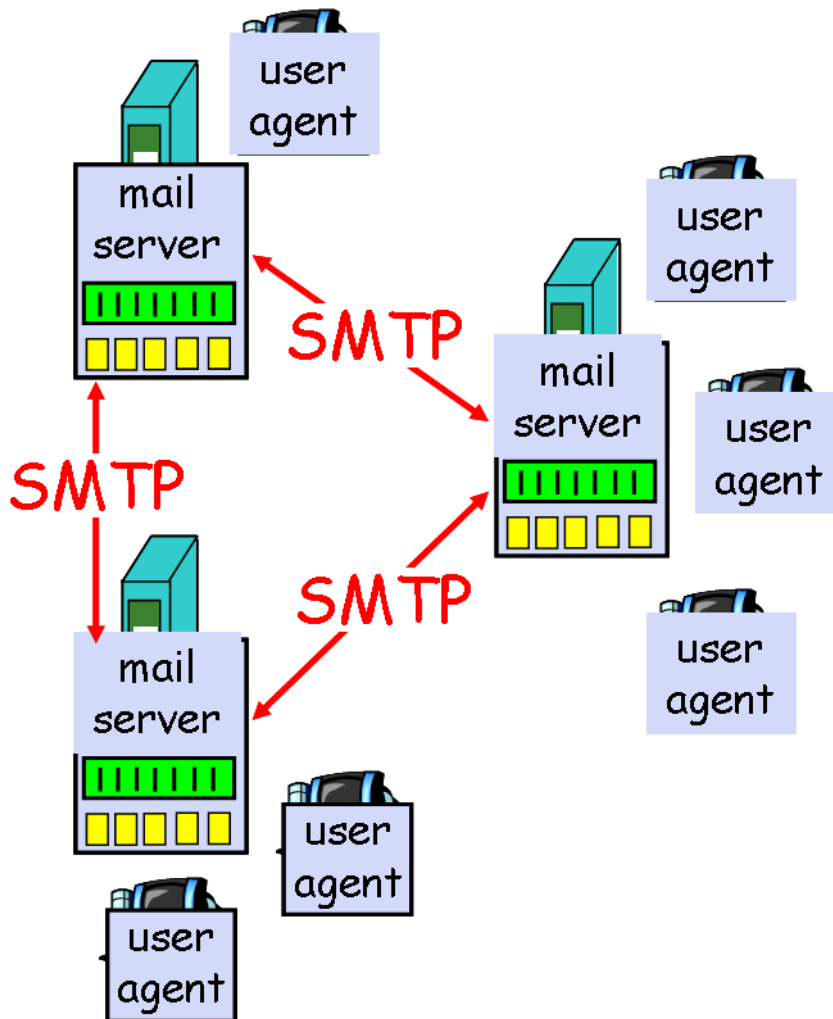 user
agent
mail
server
user
agent
SMTP
mail
server
user
agent
SMTP
SMTP
user
agent
mail
server
user
agent
user
agent